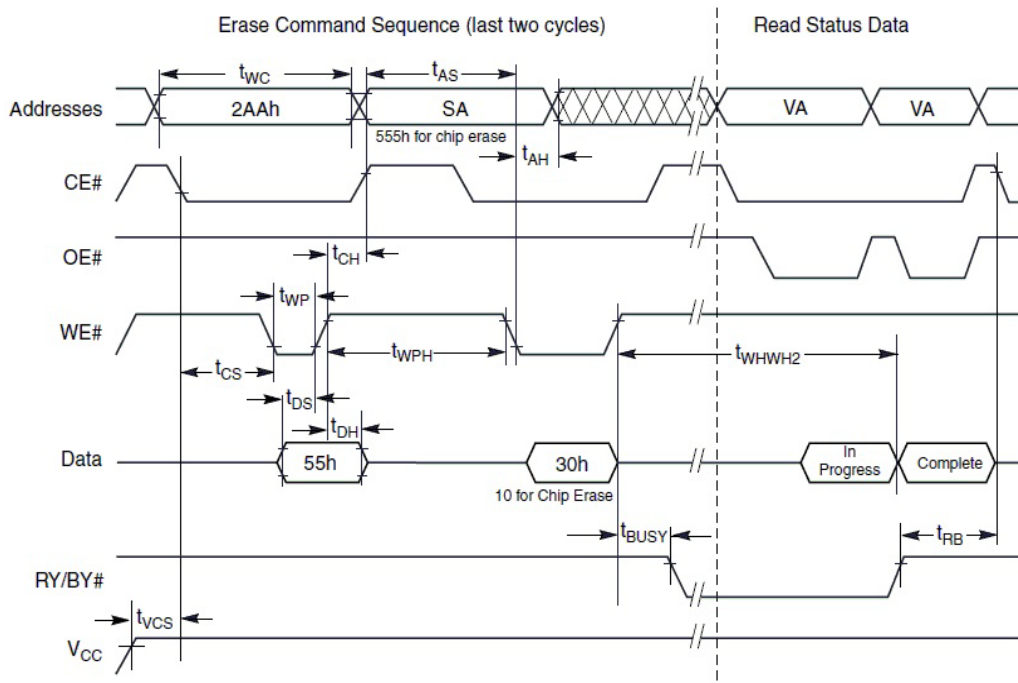 Erase Command Sequence (last two cycles) Read Status Data
tWC tAS
Addresses 2AAh SA VA VA
555h for chip erase
tAH
CE#
tCH
OE#
tWP
WE#
tWPH tWHWH2
tCS
tDS
tDH
Data 55h 30h In Progress Complete
10 for Chip Erase
tBUSY tRB
RY/BY#
tVCS
VCC